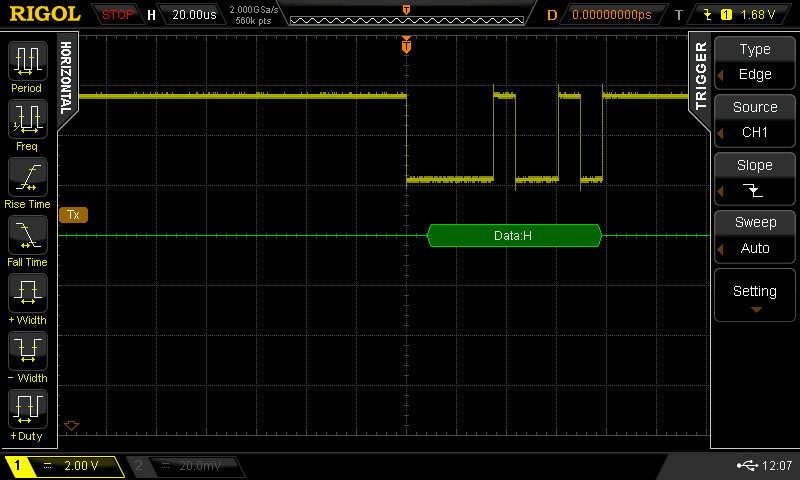 RIGOL STOP H 20.00us 2.000GSa/s D 0.00000000ps T 1 1.68 V
560k pts
T
HORIZONTAL
Period
Freq
Rise Time
Fall Time
+Width
- Width
+Duty
T
Tx
Data:H
TRIGGER
Type
Edge
Source
CH1
Slope
Sweep
Auto
Setting
1 2.00 V 2 20.0mV 12:07